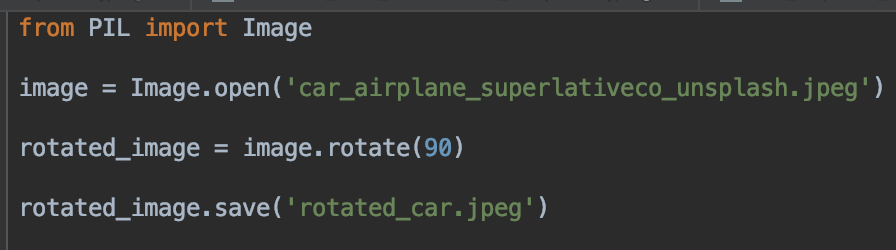 from PIL import Image
image = Image.open('car_airplane_superlativeco_unsplash.jpeg')
rotated_image = image.rotate(90)
rotated_image.save('rotated_car.jpeg')